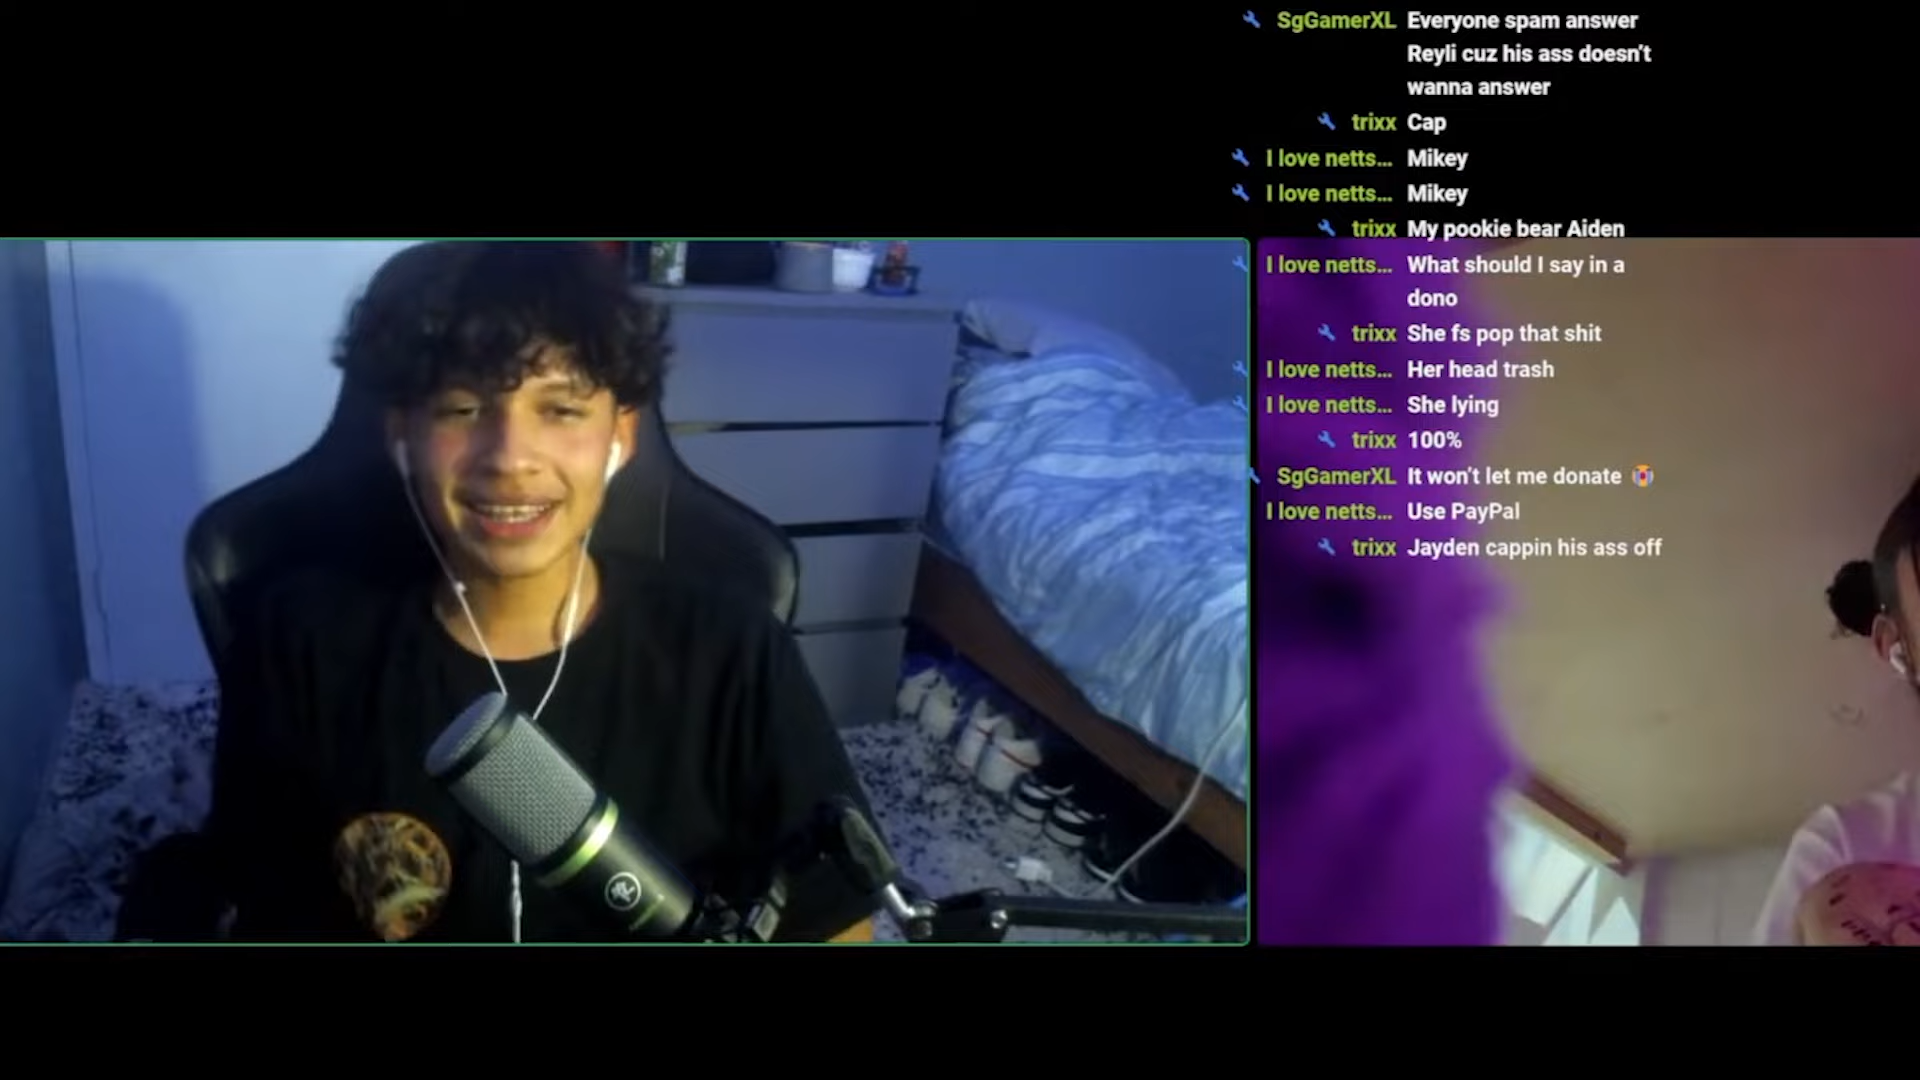 SgGamerXL Everyone spam answer
Reyli cuz his ass doesn't
wanna answer
trixx Cap
I love netts... Mikey
I love netts... Mikey
trixx My pookie bear Aiden
I love netts... What should I say in a
dono
trixx She fs pop that shit
I love netts... Her head trash
I love netts... She lying
trixx 100%
SgGamerXL It won't let me donate 😭
I love netts... Use PayPal
trixx Jayden cappin his ass off